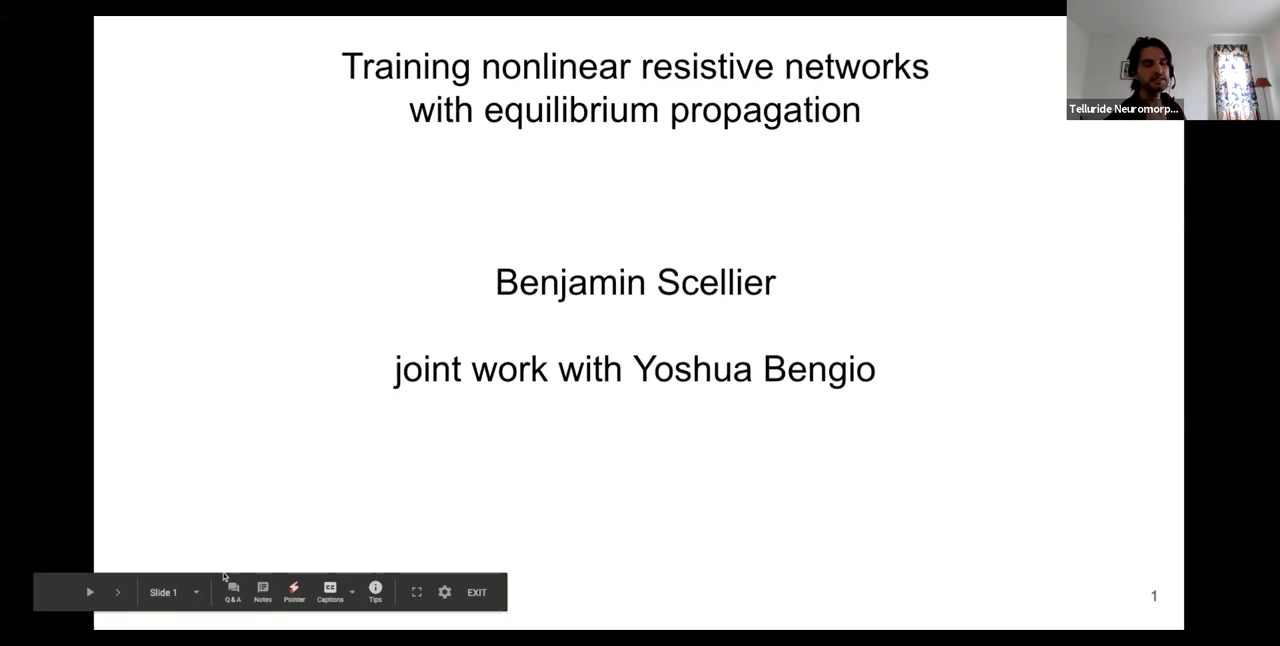 Training nonlinear resistive networks
with equilibrium propagation
Telluride Neuromorp...
Benjamin Scellier
joint work with Yoshua Bengio
Slide 1
Q & A
Notes
Pointer
CC
Captions
Tips
EXIT
1